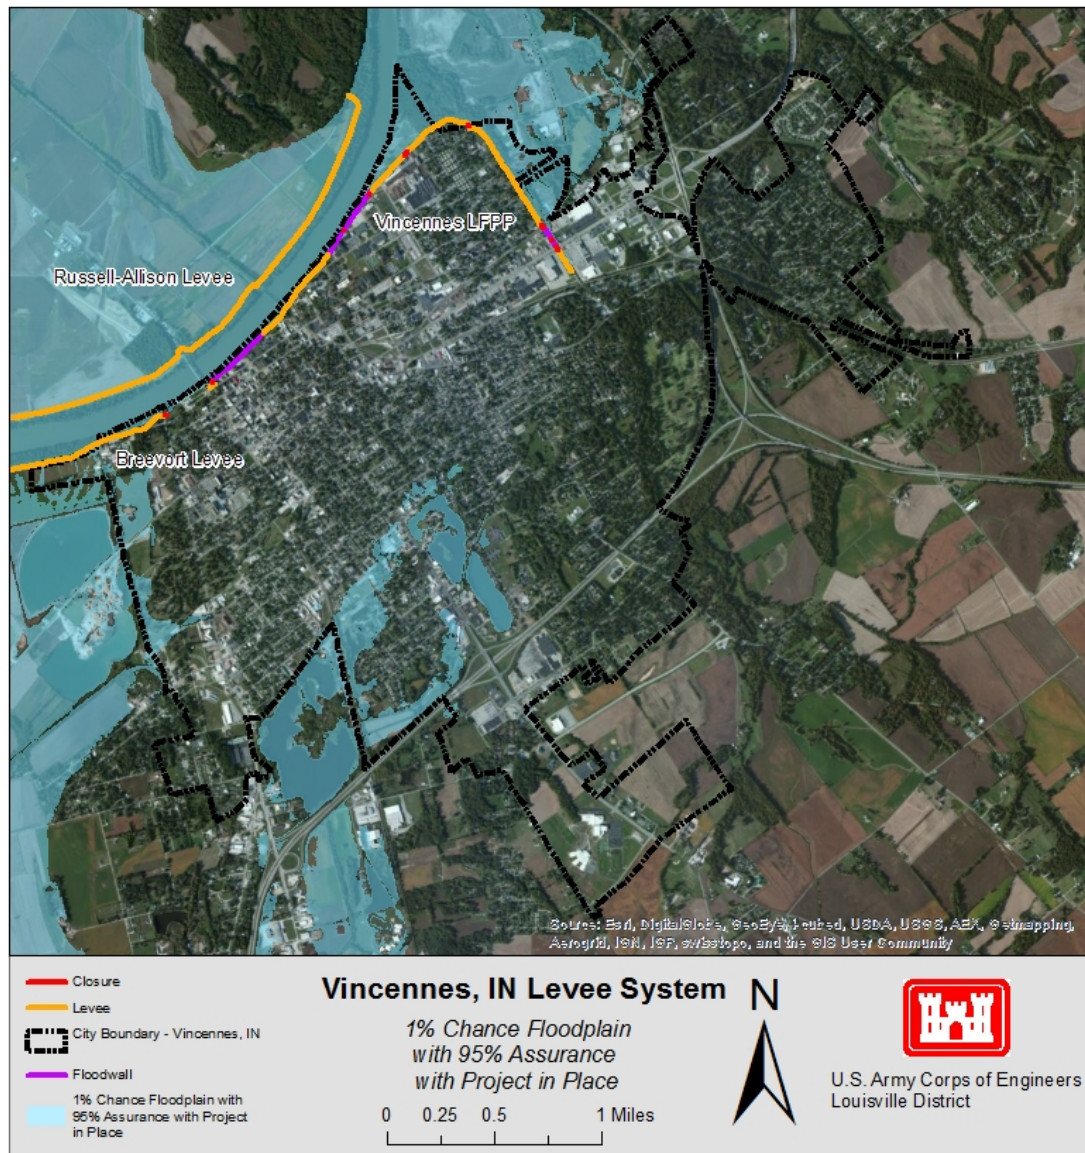 Vincennes LFPP
Russell-Allison Levee
Breevort Levee
Source: Esri, DigitalGlobe, GeoEye, i-cubed, USDA, USGS, AEX, Getmapping,
Aerogrid, IGN, IGP, swisstopo, and the GIS User Community
Closure
Levee
City Boundary - Vincennes, IN
Floodwall
1% Chance Floodplain with
95% Assurance with Project
in Place
Vincennes, IN Levee System
1% Chance Floodplain
with 95% Assurance
with Project in Place
0 0.25 0.5 1 Miles
N
U.S. Army Corps of Engineers
Louisville District